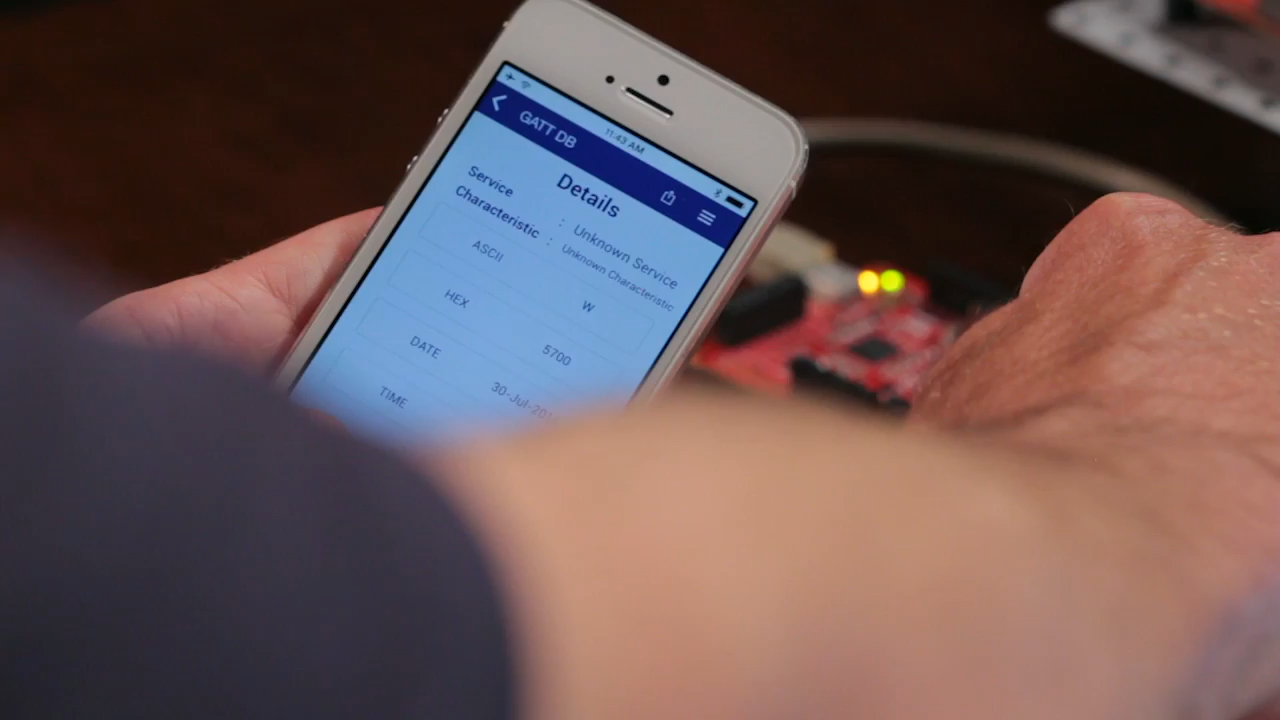 11:43 AM
GATT DB
Details
Service : Unknown Service
Characteristic : Unknown Characteristic
ASCII W
HEX 5700
DATE 30-Jul-20
TIME